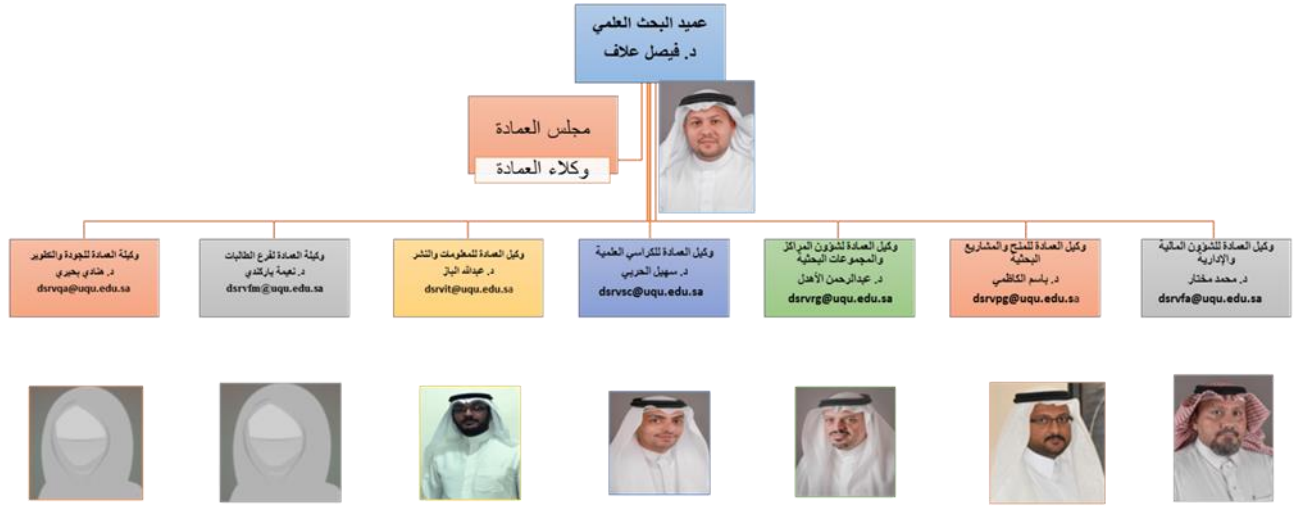 عميد البحث العلمي
د. فيصل علاف
مجلس العمادة
وكلاء العمادة
وكيل العمادة للشؤون المالية
والإدارية
د. محمد مختار
dsrvfa@uqu.edu.sa
وكيل العمادة للمنح والمشاريع
البحثية
د. باسم الكاظمي
dsrvpg@uqu.edu.sa
وكيل العمادة لشؤون المراكز
والمجموعات البحثية
د. عبدالرحمن الأهدل
dsrvrg@uqu.edu.sa
وكيل العمادة للكراسي العلمية
د. سهيل الحربي
dsrvsc@uqu.edu.sa
وكيل العمادة للمعلومات والنشر
د. عبدالله الباز
dsrvit@uqu.edu.sa
وكيلة العمادة لفرع الطالبات
د. نعيمة باركندي
dsrvfm@uqu.edu.sa
وكيلة العمادة للجودة والتطوير
د. هنادي بحيري
dsrvqa@uqu.edu.sa